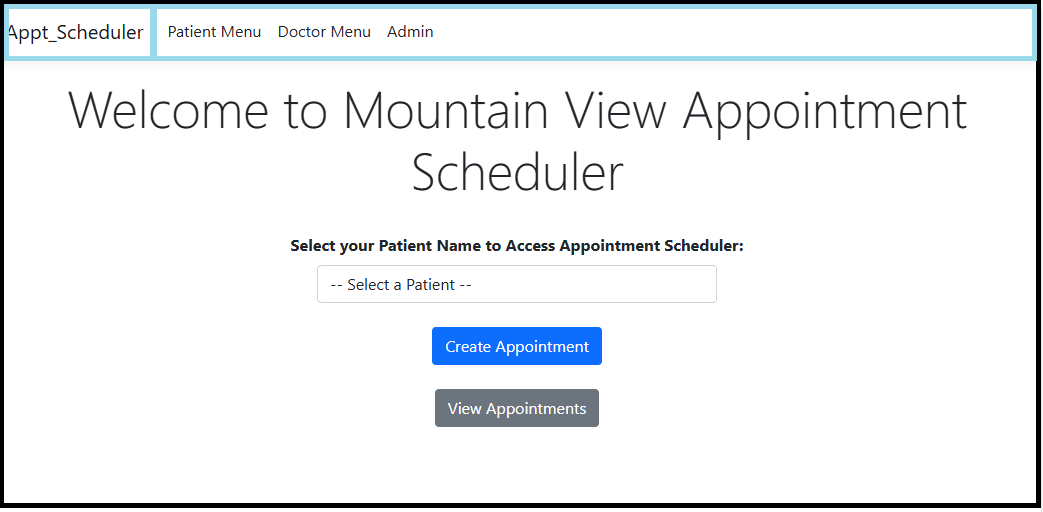 Appt_Scheduler Patient Menu Doctor Menu Admin
Welcome to Mountain View Appointment
Scheduler
Select your Patient Name to Access Appointment Scheduler:
-- Select a Patient --
Create Appointment
View Appointments